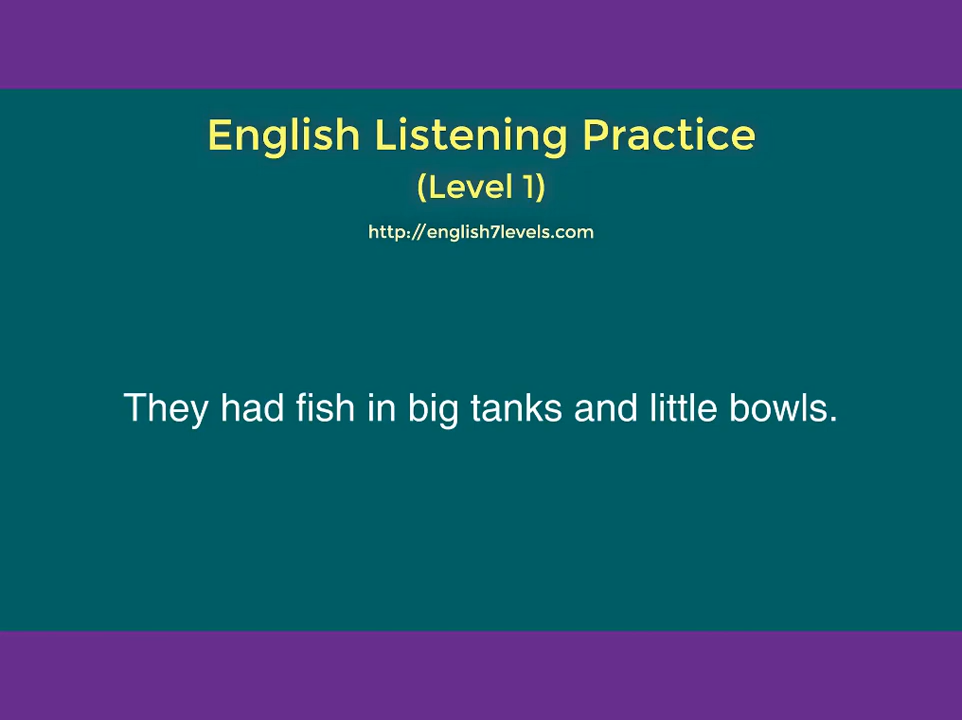 English Listening Practice
(Level 1)
http://english7levels.com
They had fish in big tanks and little bowls.